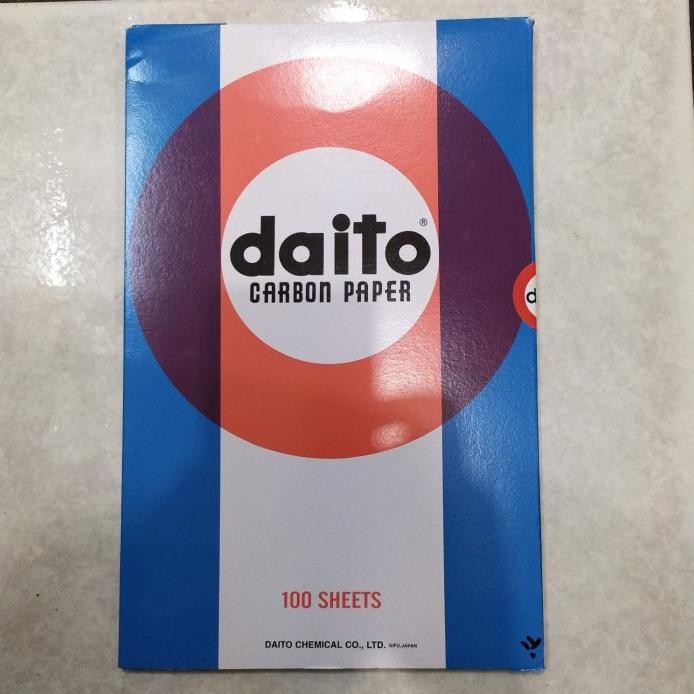 daito®
CARBON PAPER
d
100 SHEETS
DAITO CHEMICAL CO., LTD. GIFU,JAPAN